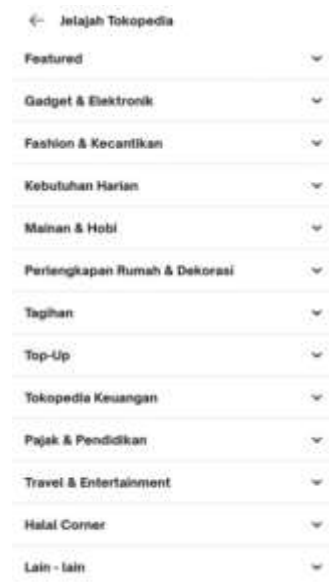 Jelajah Tokopedia
Featured
Gadget & Elektronik
Fashion & Kecantikan
Kebutuhan Harian
Mainan & Hobi
Perlengkapan Rumah & Dekorasi
Tagihan
Top-Up
Tokopedia Keuangan
Pajak & Pendidikan
Travel & Entertainment
Halal Corner
Lain - lain